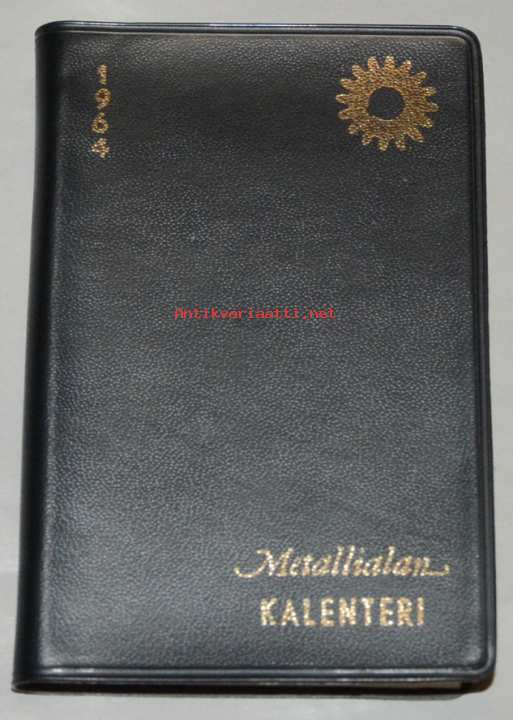 1964
Antikvariaatti.net
Metallialan
KALENTERI